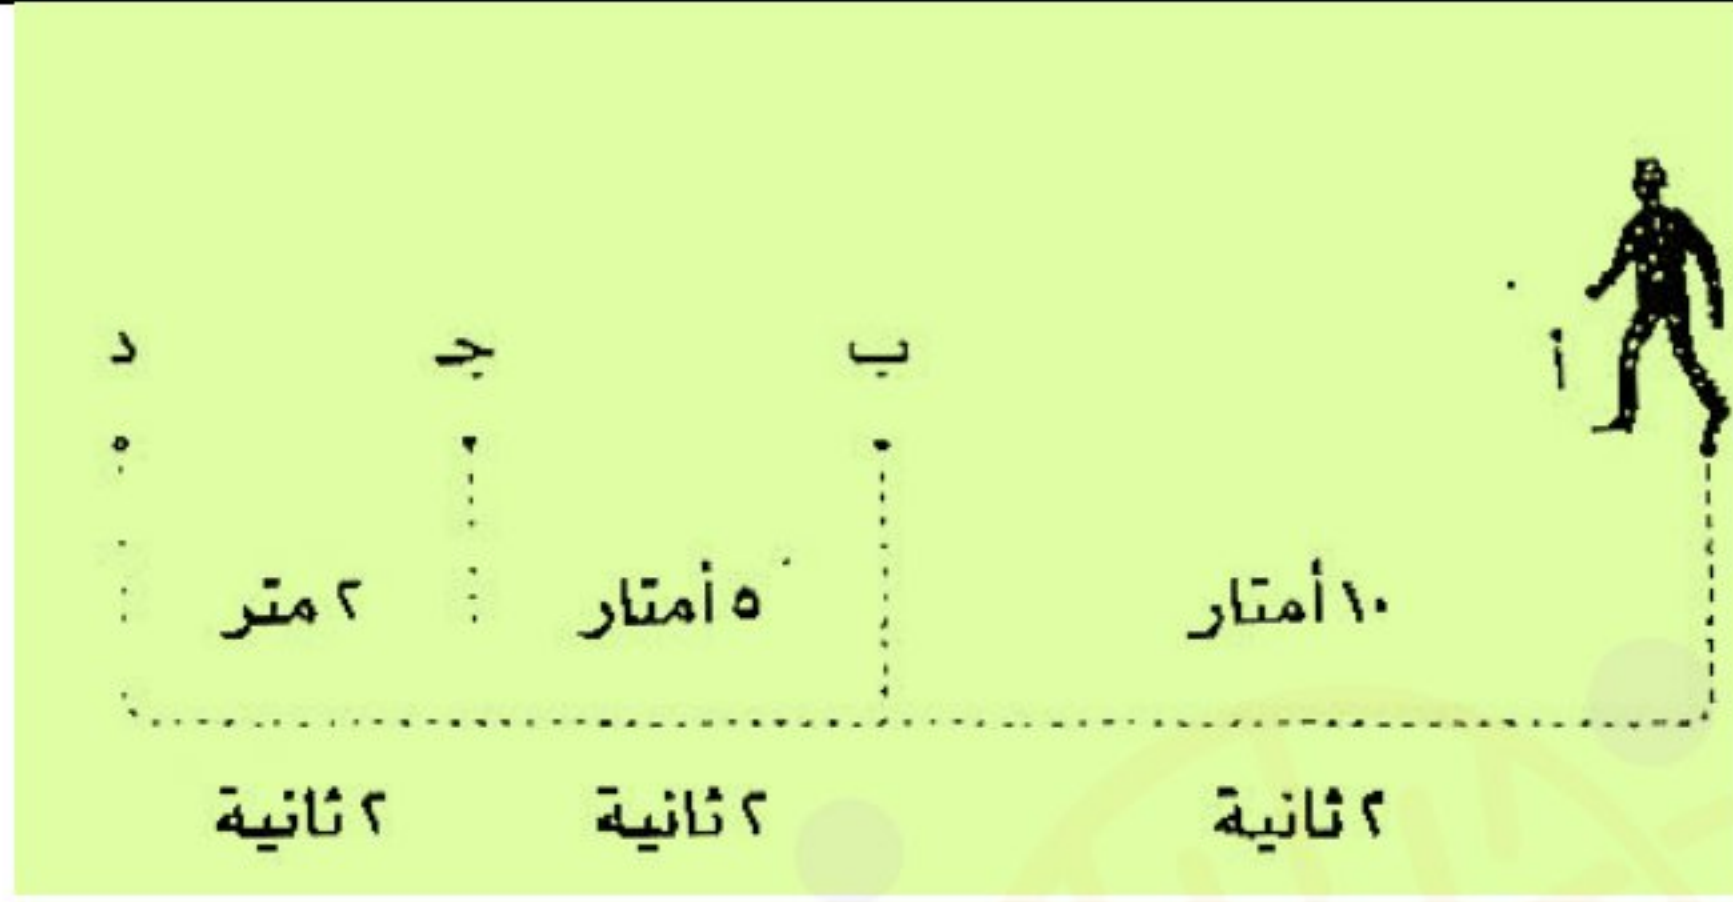 أ
ب جـ د
١٠ أمتار ٥ أمتار ٢ متر
٢ ثانية ٢ ثانية ٢ ثانية